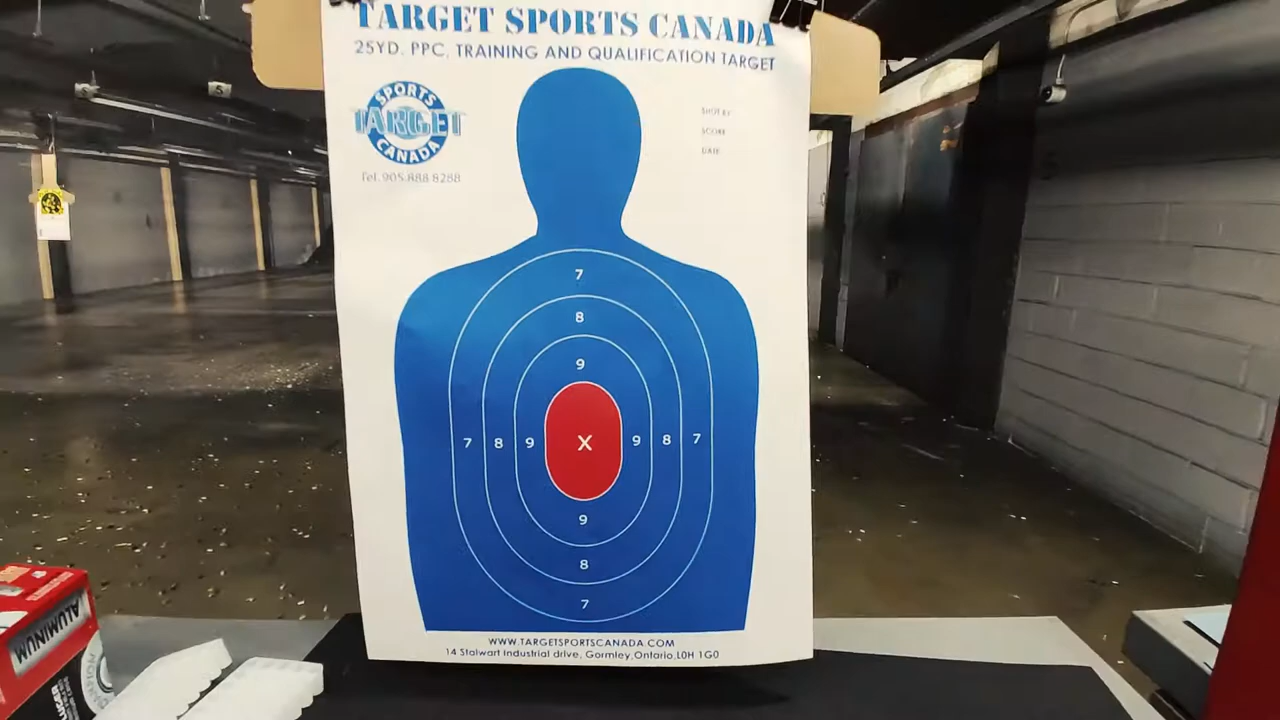 TARGET SPORTS CANADA
25YD. PPC, TRAINING AND QUALIFICATION TARGET
SPORTS
TARGET
CANADA
Tel. 905 888 8288
SHOT BY
SCORE
DATE
S
7
8
9
7 8 9 X 9 8 7
9
8
7
WWW.TARGETSPORTSCANADA.COM
14 Stalwart Industrial drive, Gormley,Ontario,L0H 1G0
ALUMINUM